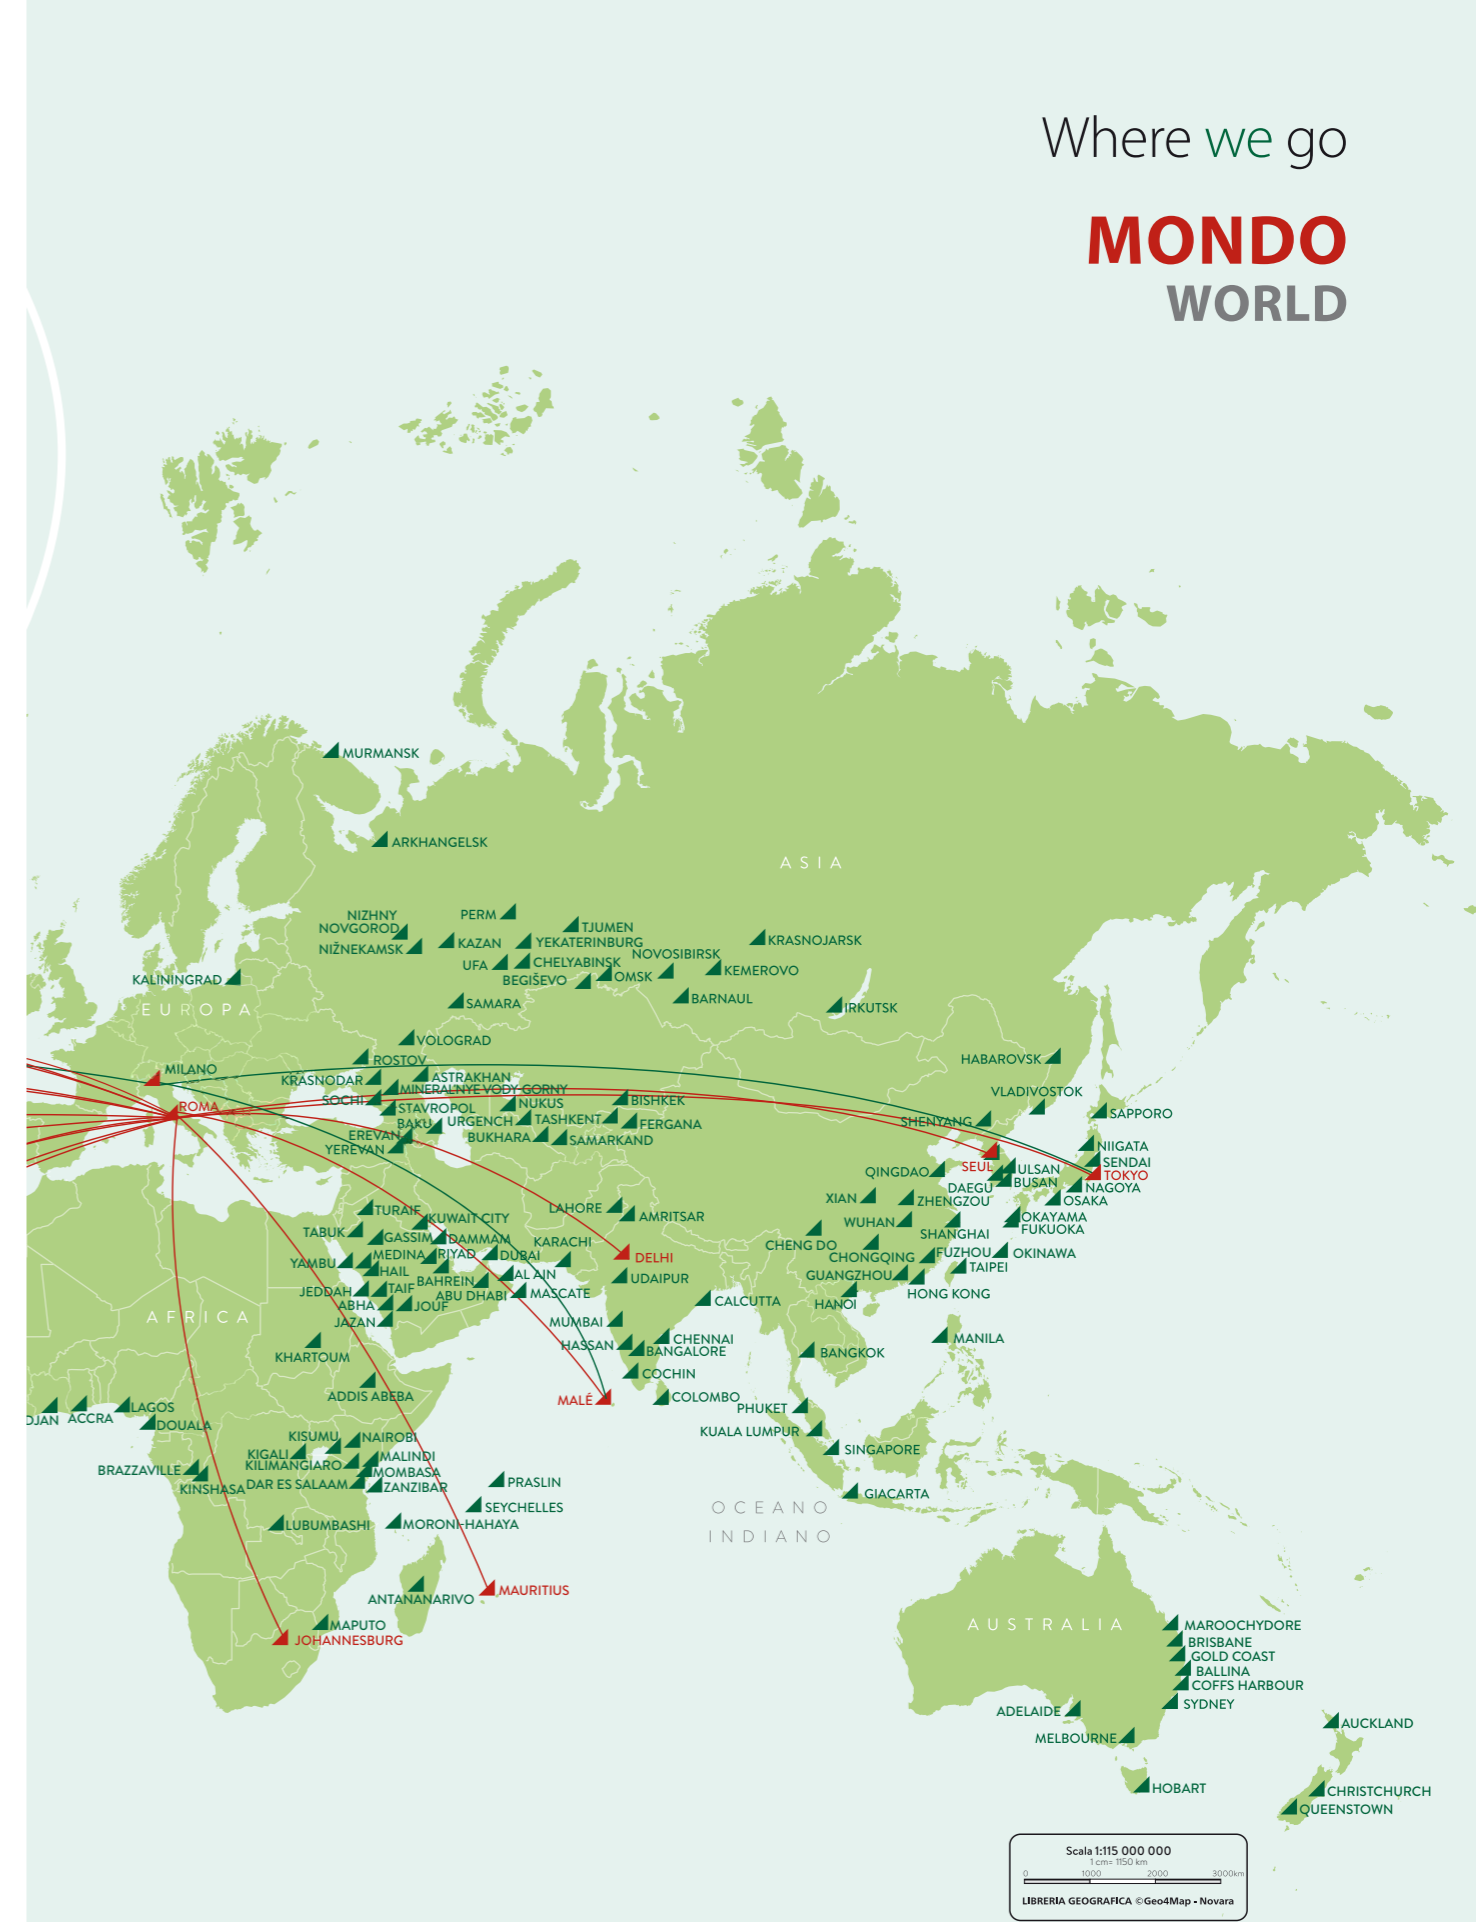 Where we go
MONDO
WORLD
MURMANSK
ARKHANGELSK
ASIA
NIZHNY
NOVGOROD
PERM
TJUMEN
NIŽNEKAMSK
KAZAN
YEKATERINBURG
KRASNOJARSK
NOVOSIBIRSK
UFA
CHELYABINSK
KEMEROVO
KALININGRAD
BEGIŠEVO
OMSK
BARNAUL
SAMARA
IRKUTSK
EUROPA
VOLOGRAD
ROSTOV
HABAROVSK
MILANO
KRASNODAR
ASTRAKHAN
MINERALNYE VODY GORNY
VLADIVOSTOK
SOCHI
STAVROPOL
NUKUS
BISHKEK
ROMA
SAPPORO
BAKU
URGENCH
TASHKENT
FERGANA
SHENYANG
EREVAN
BUKHARA
SAMARKAND
YEREVAN
NIIGATA
SENDAI
SEUL
ULSAN
TOKYO
QINGDAO
DAEGU
BUSAN
NAGOYA
XIAN
ZHENGZOU
OSAKA
TURAIF
KUWAIT CITY
LAHORE
AMRITSAR
WUHAN
SHANGHAI
OKAYAMA
FUKUOKA
TABUK
GASSIM
DAMMAM
KARACHI
CHENG DO
CHONGQING
FUZHOU
OKINAWA
MEDINA
RIYAD
DUBAI
DELHI
YAMBU
HAIL
TAIPEI
BAHREIN
AL AIN
UDAIPUR
GUANGZHOU
JEDDAH
TAIF
ABU DHABI
MASCATE
HONG KONG
ABHA
JOUF
CALCUTTA
HANOI
AFRICA
JAZAN
MUMBAI
KHARTOUM
HASSAN
CHENNAI
BANGALORE
BANGKOK
MANILA
COCHIN
ADDIS ABEBA
MALÉ
COLOMBO
PHUKET
DJAN
ACCRA
LAGOS
DOUALA
KISUMU
NAIROBI
KUALA LUMPUR
KIGALI
MALINDI
SINGAPORE
KILIMANGIARO
BRAZZAVILLE
MOMBASA
KINSHASA
DAR ES SALAAM
ZANZIBAR
PRASLIN
GIACARTA
SEYCHELLES
OCEANO
INDIANO
LUBUMBASHI
MORONI-HAHAYA
ANTANANARIVO
MAURITIUS
MAPUTO
JOHANNESBURG
AUSTRALIA
MAROOCHYDORE
BRISBANE
GOLD COAST
BALLINA
COFFS HARBOUR
SYDNEY
ADELAIDE
MELBOURNE
AUCKLAND
HOBART
CHRISTCHURCH
QUEENSTOWN
Scala 1:115 000 000
1 cm= 1150 km
0 1000 2000 3000km
LIBRERIA GEOGRAFICA ©Geo4Map - Novara